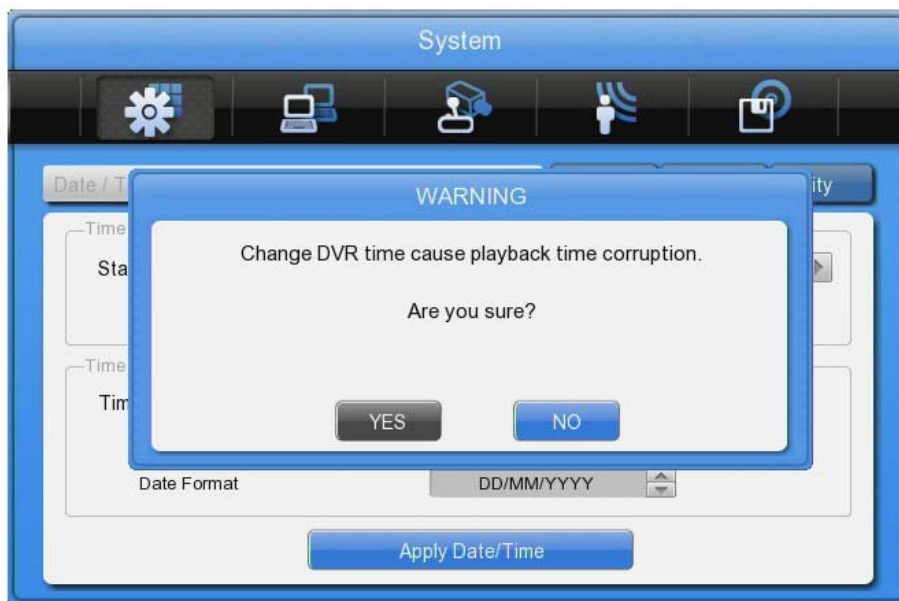 System
Date / T
ity
WARNING
Time
Change DVR time cause playback time corruption.
Sta
Are you sure?
Time
Tim
YES
NO
Date Format
DD/MM/YYYY
Apply Date/Time